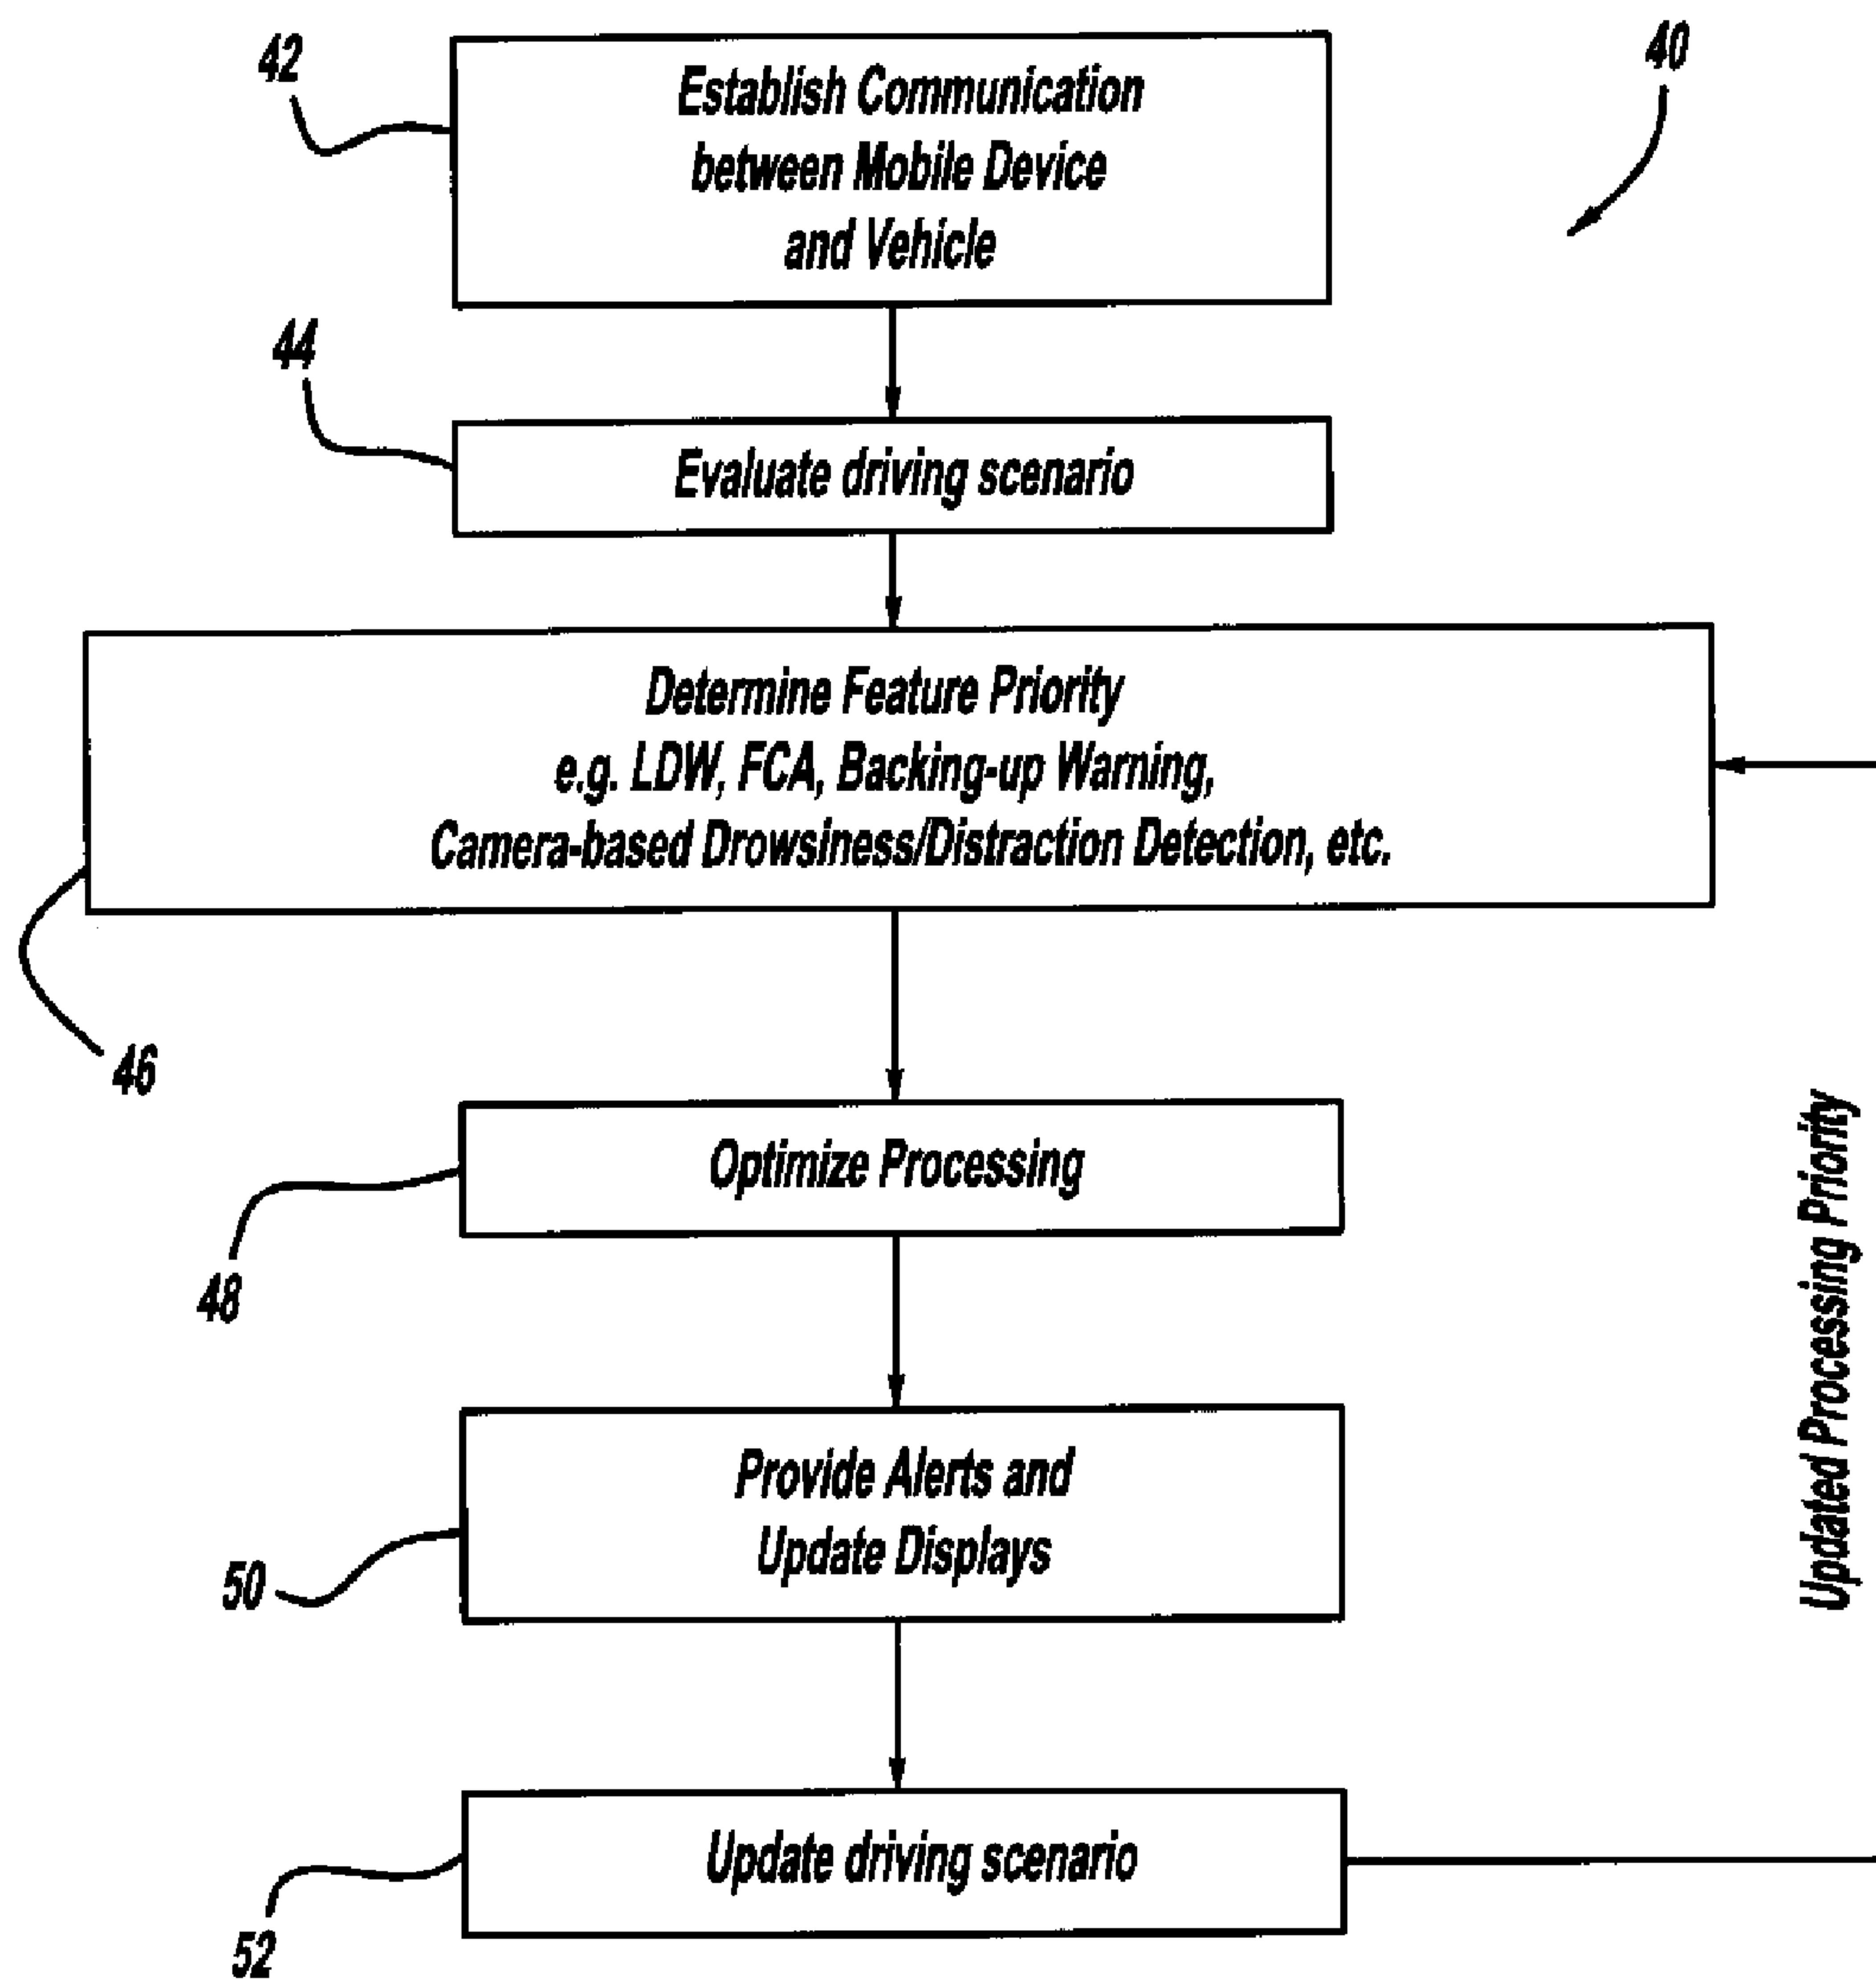 42
40
Establish Communication
between Mobile Device
and Vehicle
44
Evaluate driving scenario
Determine Feature Priority
e.g. LDW, FCA, Backing-up Warning,
Camera-based Drowsiness/Distraction Detection, etc.
46
Optimize Processing
48
Updated Processing Priority
Provide Alerts and
Update Displays
50
Update driving scenario
52